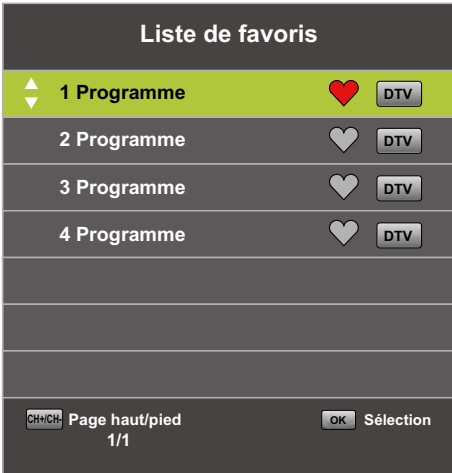 Liste de favoris
1 Programme DTV
2 Programme DTV
3 Programme DTV
4 Programme DTV
CH+/CH- Page haut/pied OK Sélection
1/1